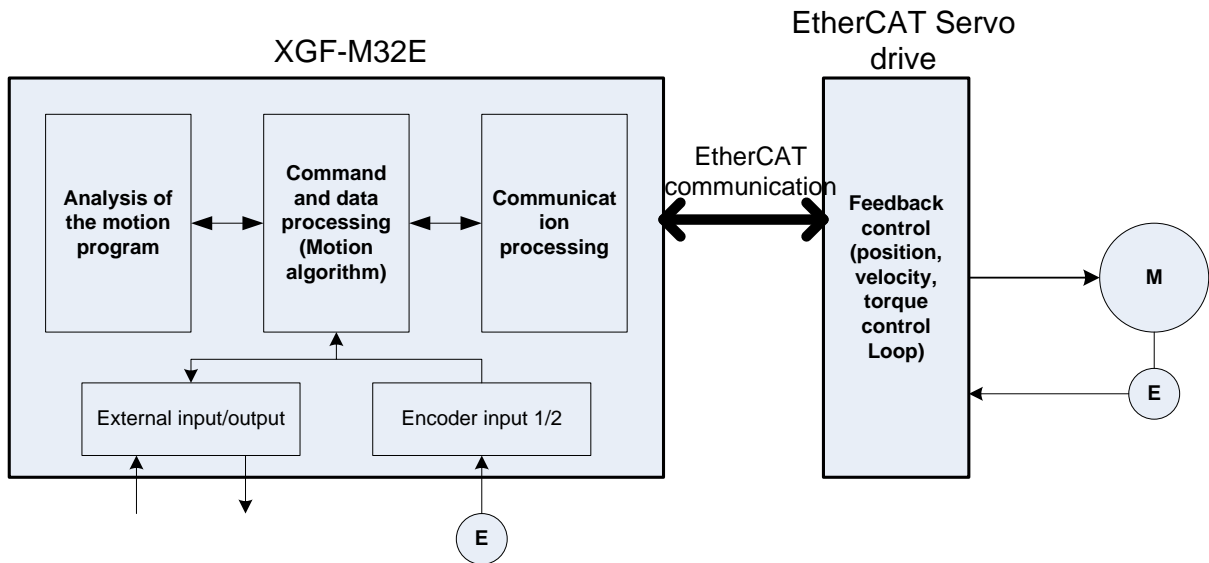 XGF-M32E
EtherCAT Servo
drive
Analysis of
the motion
program
Command
and data
processing
(Motion
algorithm)
Communicat
ion
processing
EtherCAT
communication
Feedback
control
(position,
velocity,
torque
control
Loop)
M
E
External input/output
Encoder input 1/2
E